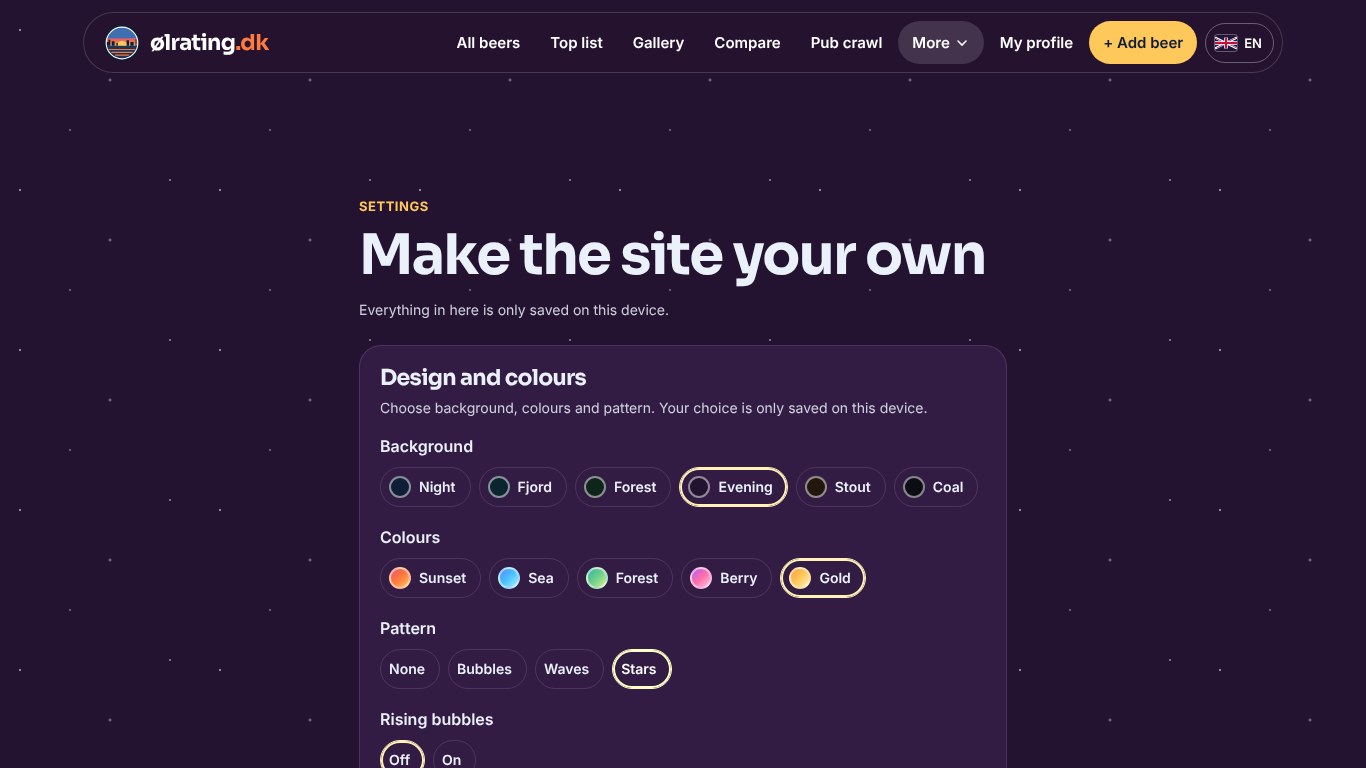 ølrating.dk
All beers
Top list
Gallery
Compare
Pub crawl
More
My profile
+ Add beer
EN
SETTINGS
Make the site your own
Everything in here is only saved on this device.
Design and colours
Choose background, colours and pattern. Your choice is only saved on this device.
Background
Night Fjord Forest Evening Stout Coal
Colours
Sunset Sea Forest Berry Gold
Pattern
None Bubbles Waves Stars
Rising bubbles
Off On